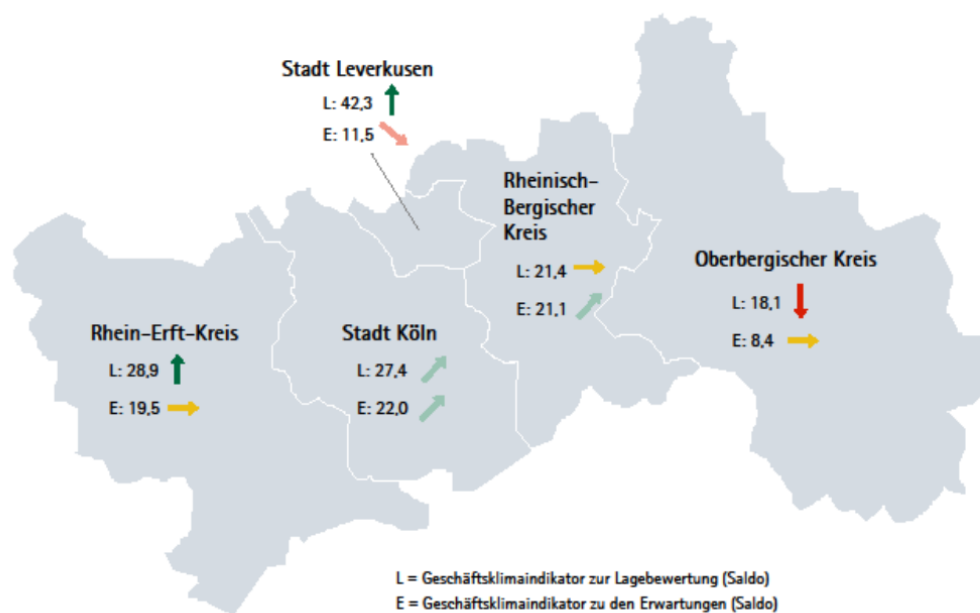 Stadt Leverkusen
L: 42,3
E: 11,5
Rheinisch-
Bergischer
Kreis
L: 21,4
E: 21,1
Oberbergischer Kreis
L: 18,1
E: 8,4
Rhein-Erft-Kreis
L: 28,9
E: 19,5
Stadt Köln
L: 27,4
E: 22,0
L = Geschäftsklimaindikator zur Lagebewertung (Saldo)
E = Geschäftsklimaindikator zu den Erwartungen (Saldo)